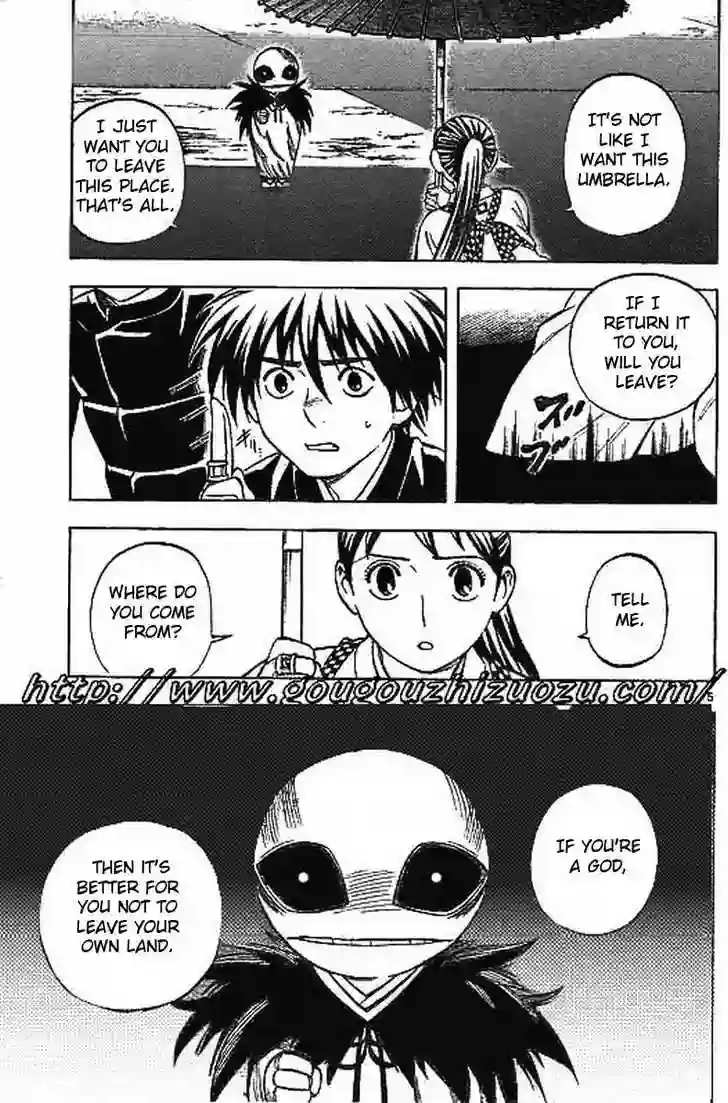 IT'S NOT
LIKE I
WANT THIS
UMBRELLA.
I JUST
WANT YOU
TO LEAVE
THIS PLACE.
THAT'S ALL.
IF I
RETURN IT
TO YOU,
WILL YOU
LEAVE?
ズ
ズ
TELL
ME.
WHERE DO
YOU COME
FROM?
http://www.gougouzhizuozu.com/
IF YOU'RE
A GOD,
THEN IT'S
BETTER FOR
YOU NOT TO
LEAVE YOUR
OWN LAND.